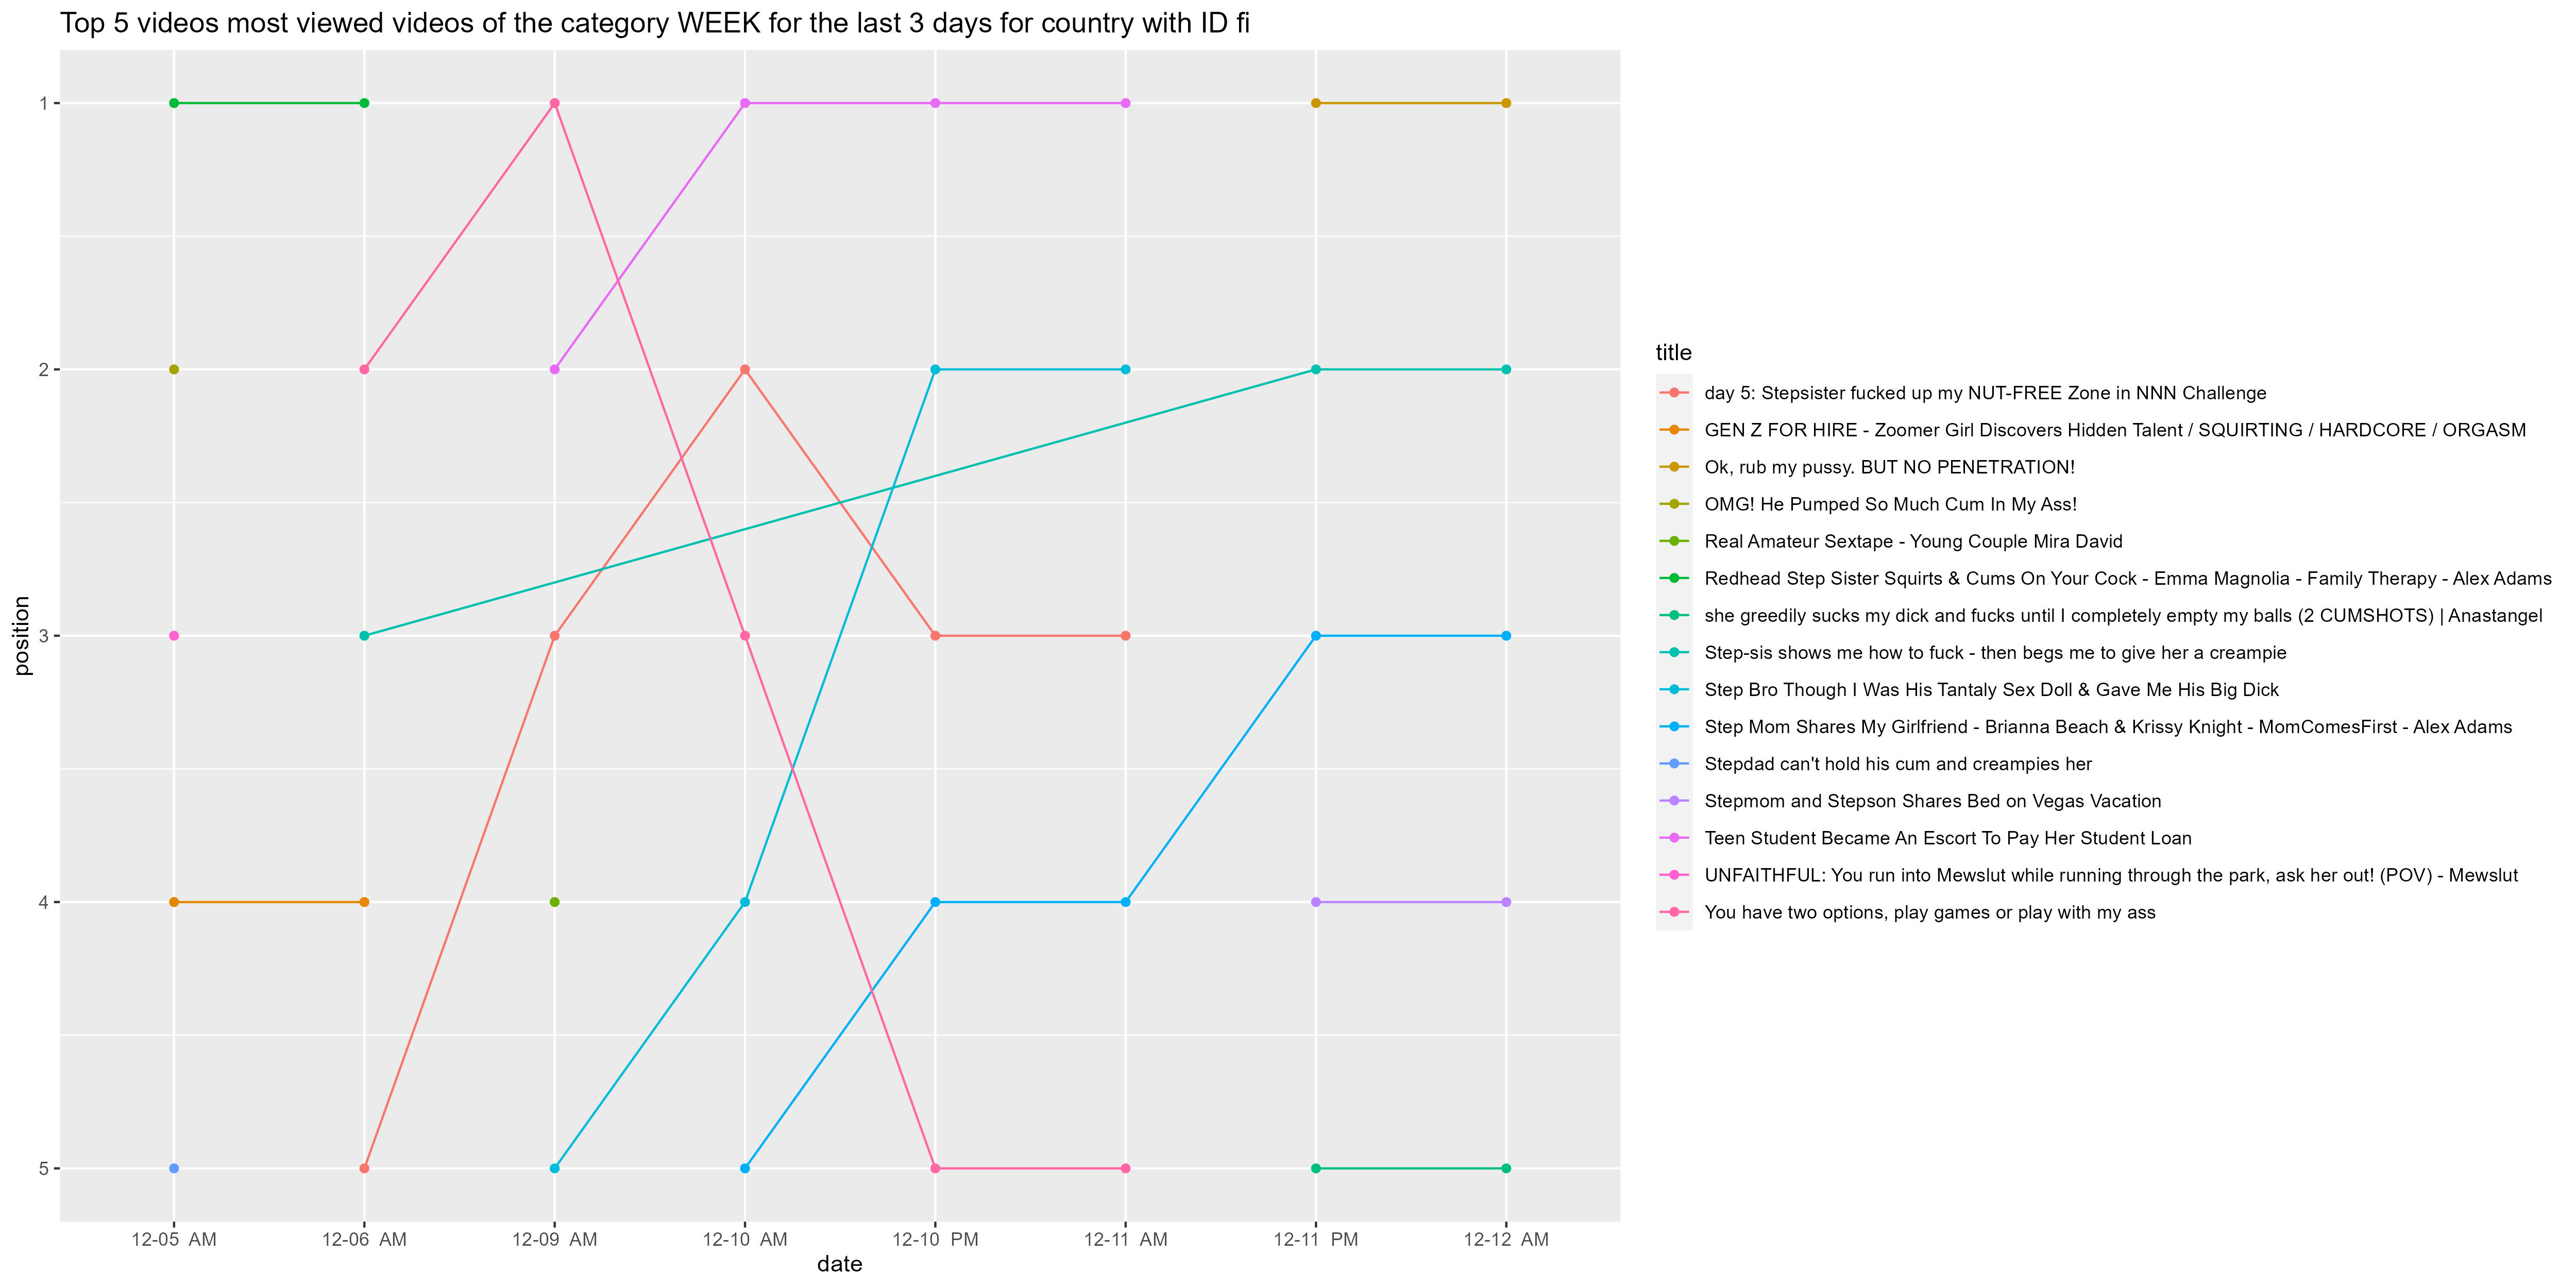 Top 5 videos most viewed videos of the category WEEK for the last 3 days for country with ID fi
position
1
2
3
4
5
12-05 AM
12-06 AM
12-09 AM
12-10 AM
12-10 PM
12-11 AM
12-11 PM
12-12 AM
date
title
day 5: Stepsister fucked up my NUT-FREE Zone in NNN Challenge
GEN Z FOR HIRE - Zoomer Girl Discovers Hidden Talent / SQUIRTING / HARDCORE / ORGASM
Ok, rub my pussy. BUT NO PENETRATION!
OMG! He Pumped So Much Cum In My Ass!
Real Amateur Sextape - Young Couple Mira David
Redhead Step Sister Squirts & Cums On Your Cock - Emma Magnolia - Family Therapy - Alex Adams
she greedily sucks my dick and fucks until I completely empty my balls (2 CUMSHOTS) | Anastangel
Step-sis shows me how to fuck - then begs me to give her a creampie
Step Bro Though I Was His Tantaly Sex Doll & Gave Me His Big Dick
Step Mom Shares My Girlfriend - Brianna Beach & Krissy Knight - MomComesFirst - Alex Adams
Stepdad can't hold his cum and creampies her
Stepmom and Stepson Shares Bed on Vegas Vacation
Teen Student Became An Escort To Pay Her Student Loan
UNFAITHFUL: You run into Mewslut while running through the park, ask her out! (POV) - Mewslut
You have two options, play games or play with my ass